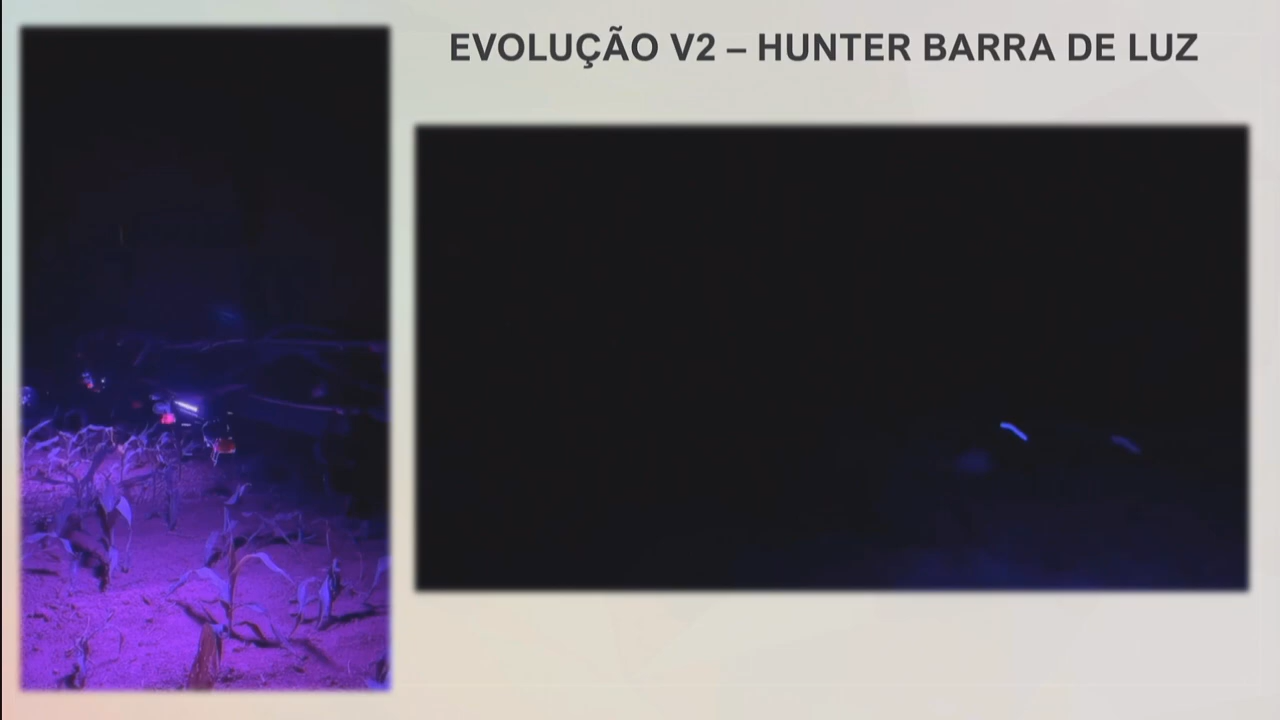 EVOLUÇÃO V2 – HUNTER BARRA DE LUZ